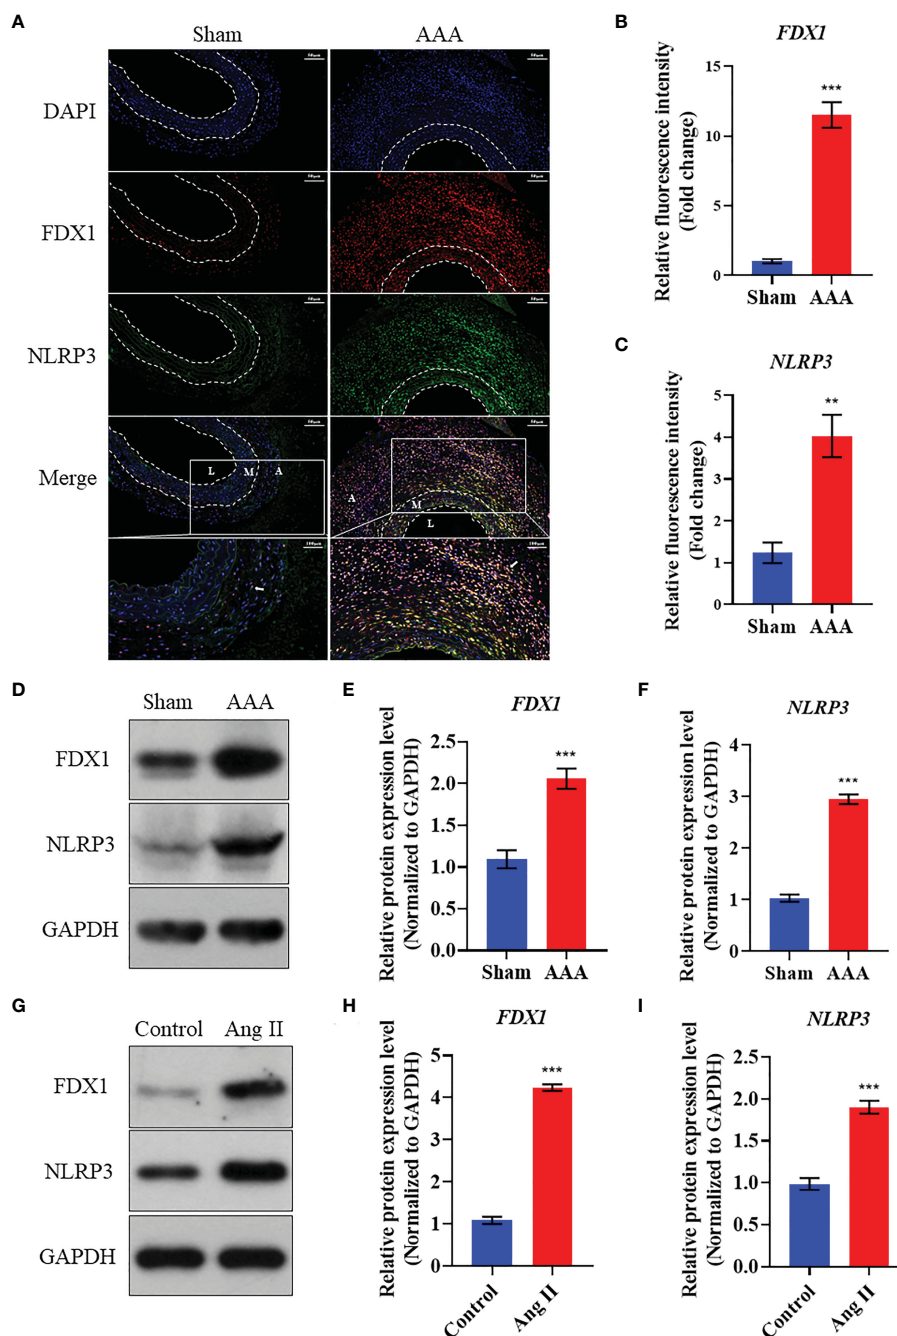 A
Sham
AAA
DAPI
FDX1
NLRP3
Merge
L
M
A
A
M
L
B
FDX1
Relative fluorescence intensity
(Fold change)
15
10
5
0
***
Sham
AAA
C
NLRP3
Relative fluorescence intensity
(Fold change)
5
4
3
2
1
0
**
Sham
AAA
D
Sham
AAA
FDX1
NLRP3
GAPDH
E
FDX1
Relative protein expression level
(Normalized to GAPDH)
2.5
2.0
1.5
1.0
0.5
0.0
***
Sham
AAA
F
NLRP3
Relative protein expression level
(Normalized to GAPDH)
4
3
2
1
0
***
Sham
AAA
G
Control
Ang II
FDX1
NLRP3
GAPDH
H
FDX1
Relative protein expression level
(Normalized to GAPDH)
5
4
3
2
1
0
***
Control
Ang II
I
NLRP3
Relative protein expression level
(Normalized to GAPDH)
2.5
2.0
1.5
1.0
0.5
0.0
***
Control
Ang II